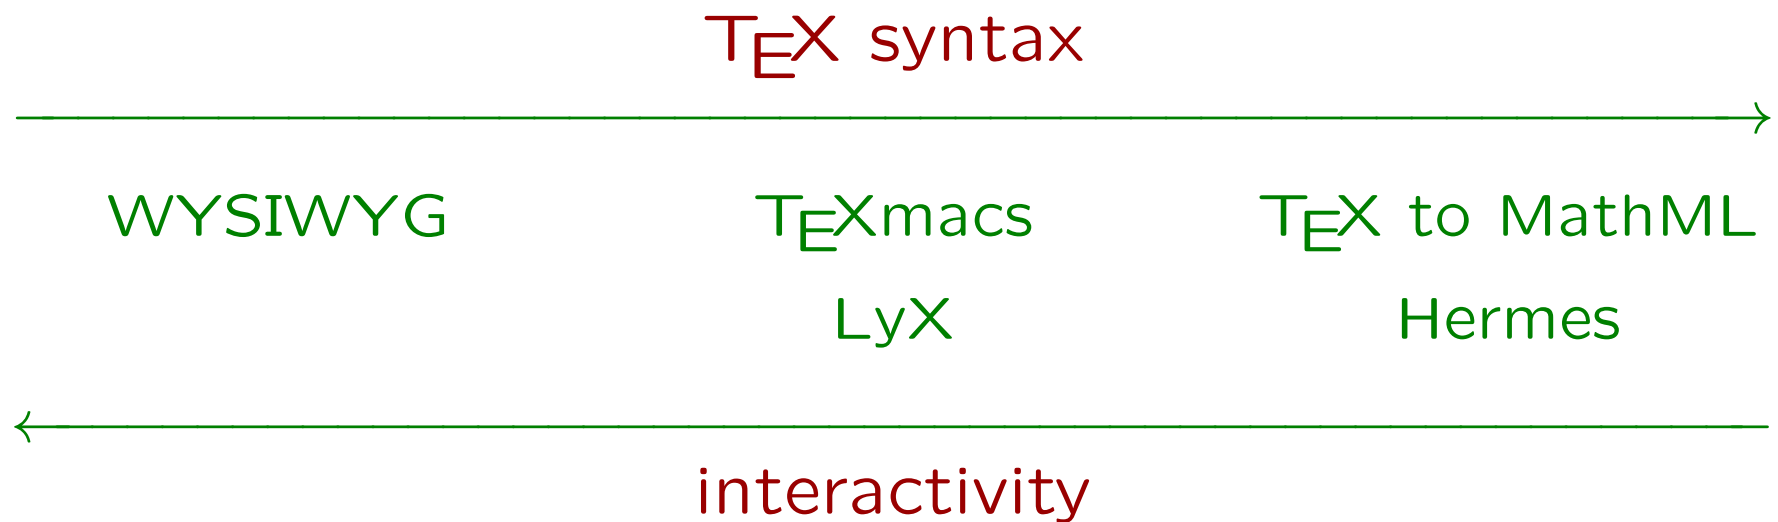 TEX syntax
WYSIWYG TEXmacs TEX to MathML
LyX Hermes
interactivity